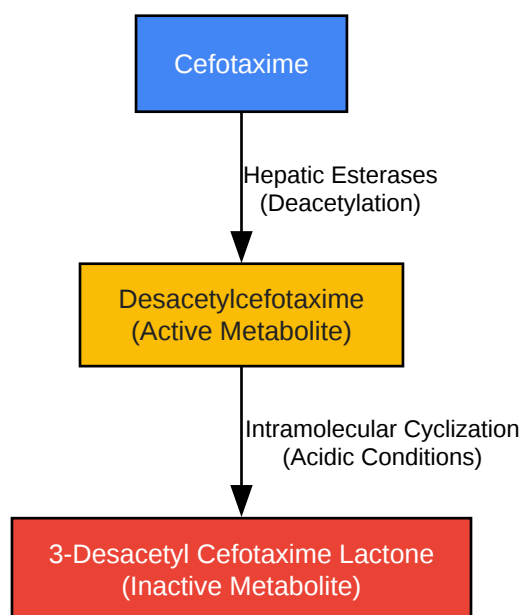 Cefotaxime
Hepatic Esterases
(Deacetylation)
Desacetylcefotaxime
(Active Metabolite)
Intramolecular Cyclization
(Acidic Conditions)
3-Desacetyl Cefotaxime Lactone
(Inactive Metabolite)